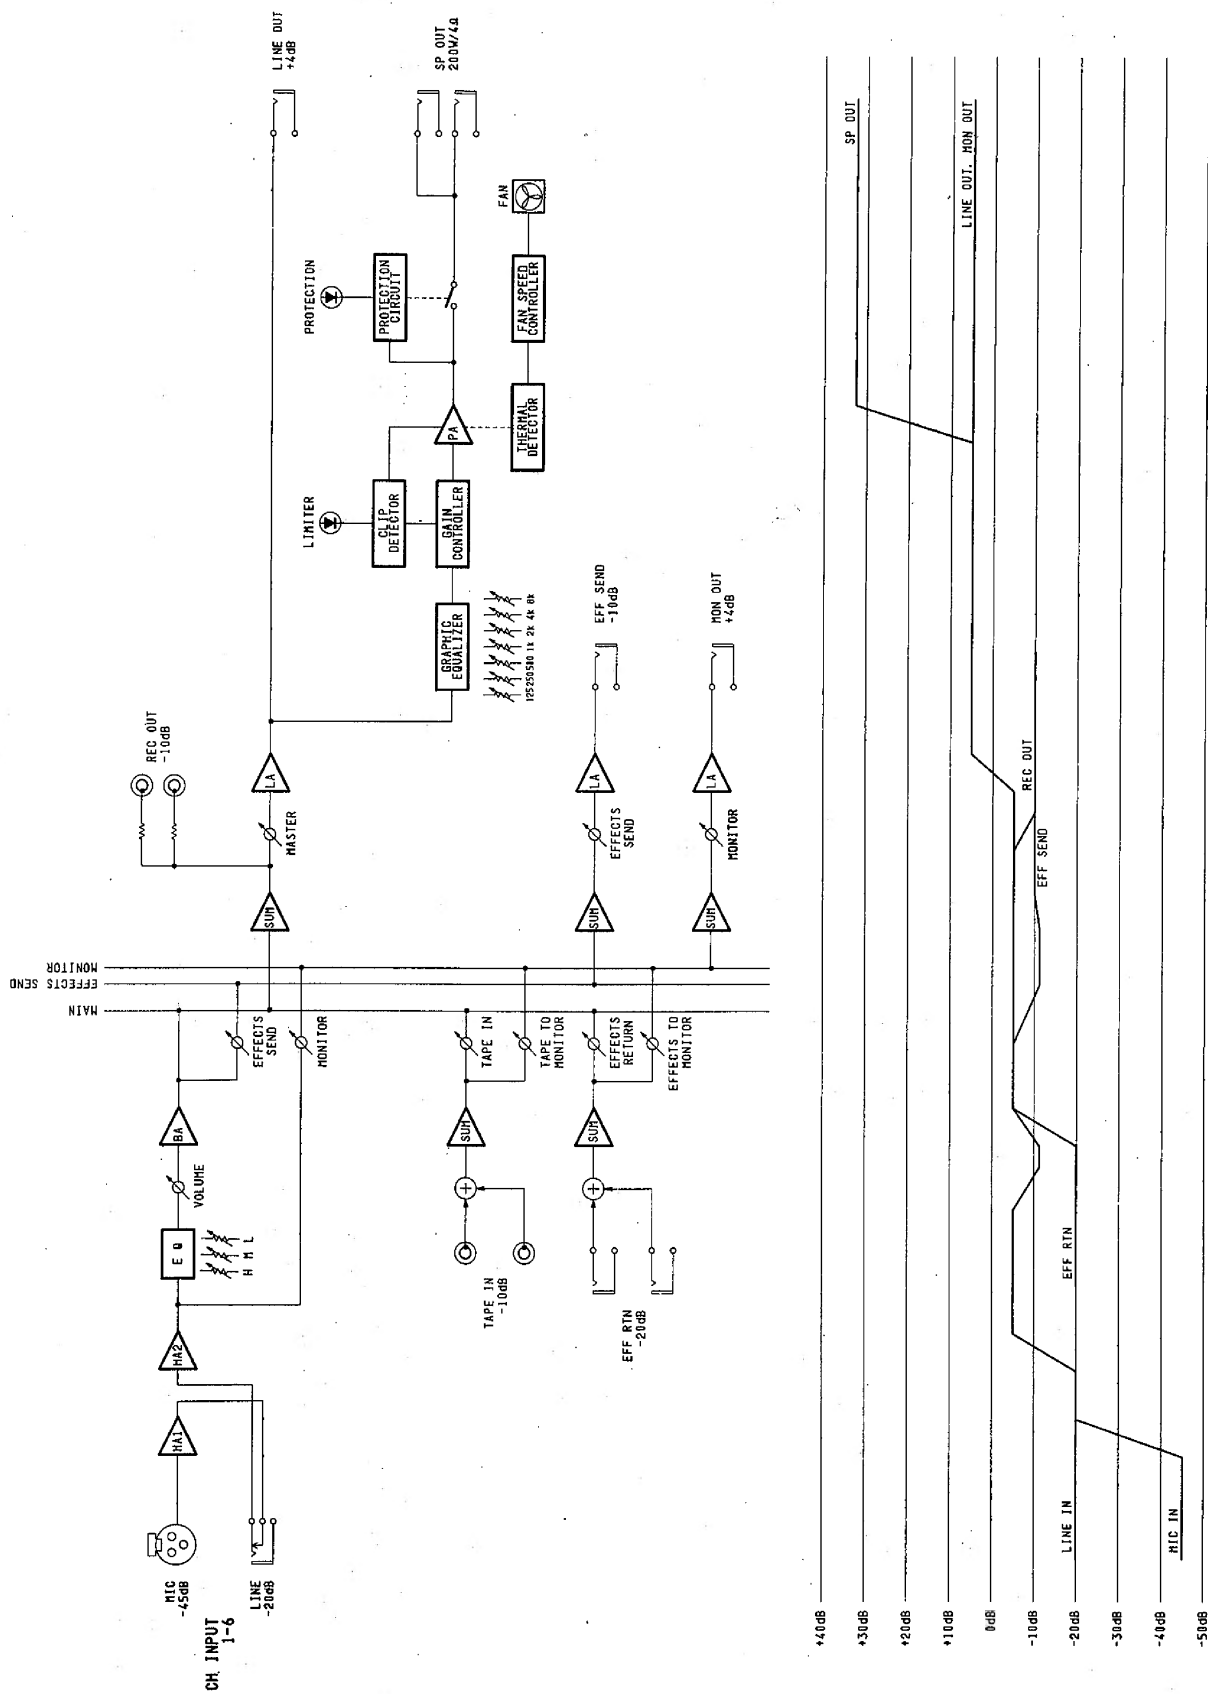 CH. INPUT
1-6
MIC
-45dB
LINE
-20dB
HA1
HA2
E Q
H M L
VOLUME
BA
EFFECTS
SEND
MONITOR
MAIN
EFFECTS SEND
MONITOR
SUM
REC OUT
-10dB
MASTER
LA
LINE OUT
+4dB
GRAPHIC
EQUALIZER
125 250 500 1k 2k 4k 8k
LIMITER
CLIP
DETECTOR
GAIN
CONTROLLER
PA
PROTECTION
PROTECTION
CIRCUIT
THERMAL
DETECTOR
FAN SPEED
CONTROLLER
FAN
SP OUT
200W/4Ω
TAPE IN
-10dB
SUM
TAPE IN
TAPE TO
MONITOR
EFF RTN
-20dB
SUM
EFFECTS
RETURN
EFFECTS TO
MONITOR
SUM
EFFECTS
SEND
LA
EFF SEND
-10dB
SUM
MONITOR
LA
MON OUT
+4dB
+40dB
+30dB
+20dB
+10dB
0dB
-10dB
-20dB
-30dB
-40dB
-50dB
LINE IN
MIC IN
EFF RTN
EFF SEND
REC OUT
LINE OUT, MON OUT
SP OUT